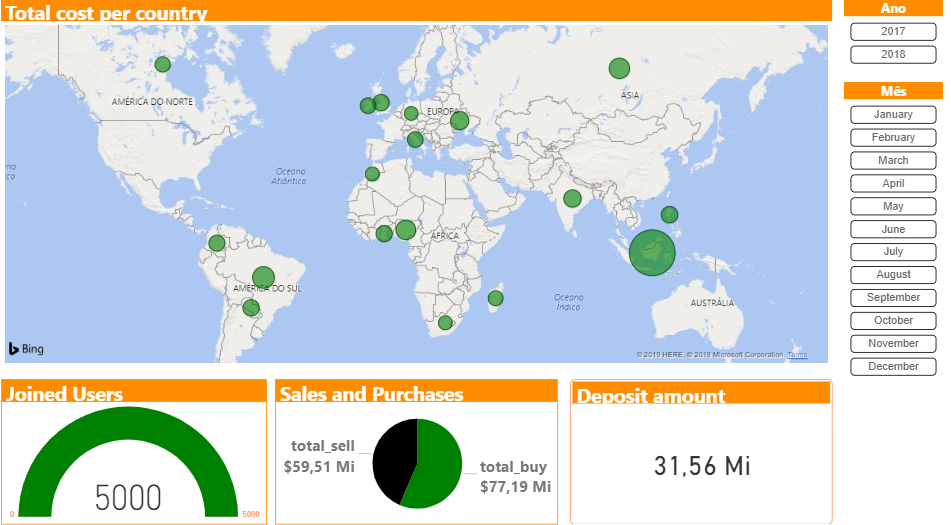 Total cost per country
AMÉRICA DO NORTE
EUROPA
ÁSIA
Oceano
Atlântico
ÁFRICA
AMÉRICA DO SUL
Oceano
Índico
AUSTRÁLIA
Bing
© 2019 HERE, © 2019 Microsoft Corporation Terms
Ano
2017
2018
Mês
January
February
March
April
May
June
July
August
September
October
November
December
Joined Users
5000
0
5000
Sales and Purchases
total_sell
$59,51 Mi
total_buy
$77,19 Mi
Deposit amount
31,56 Mi